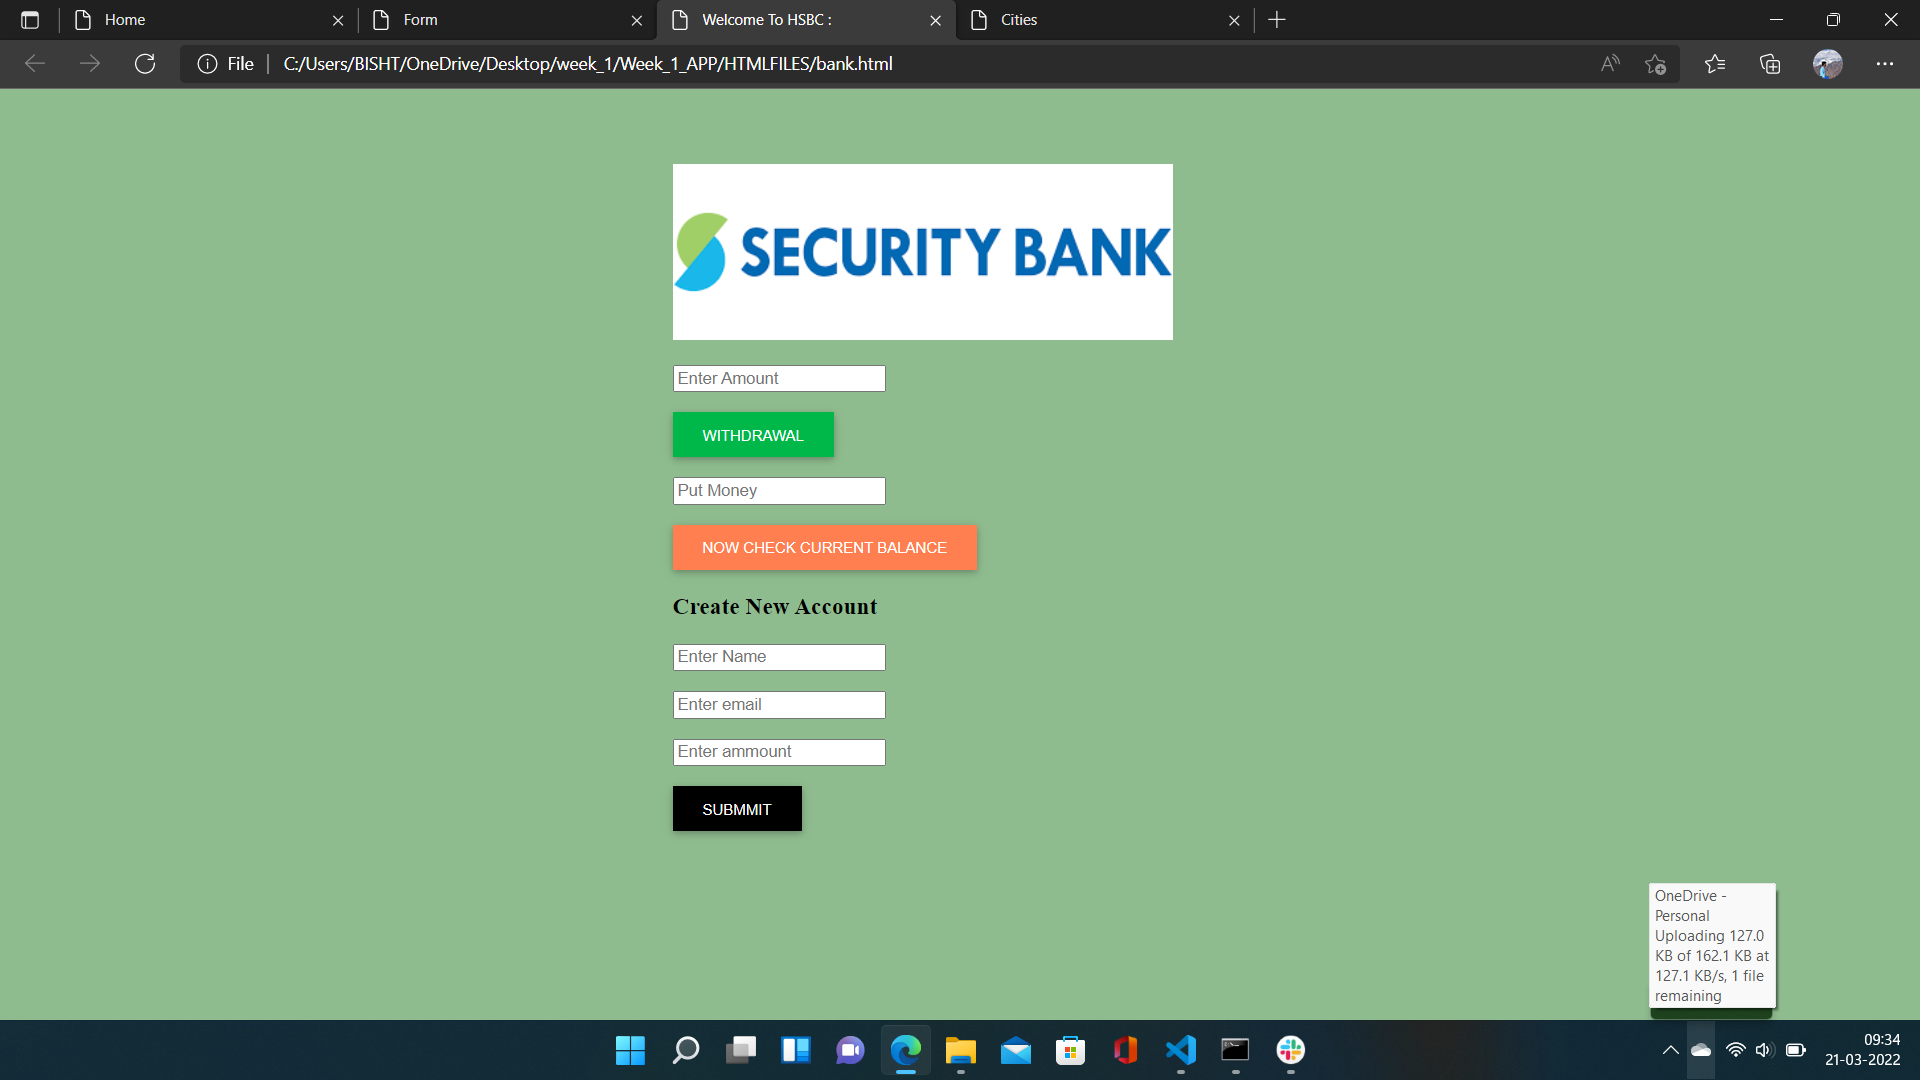 Home
Form
Welcome To HSBC :
Cities
File
C:/Users/BISHT/OneDrive/Desktop/week_1/Week_1_APP/HTMLFILES/bank.html
SECURITY BANK
Enter Amount
WITHDRAWAL
Put Money
NOW CHECK CURRENT BALANCE
Create New Account
Enter Name
Enter email
Enter ammount
SUBMMIT
OneDrive -
Personal
Uploading 127.0
KB of 162.1 KB at
127.1 KB/s, 1 file
remaining
09:34
21-03-2022